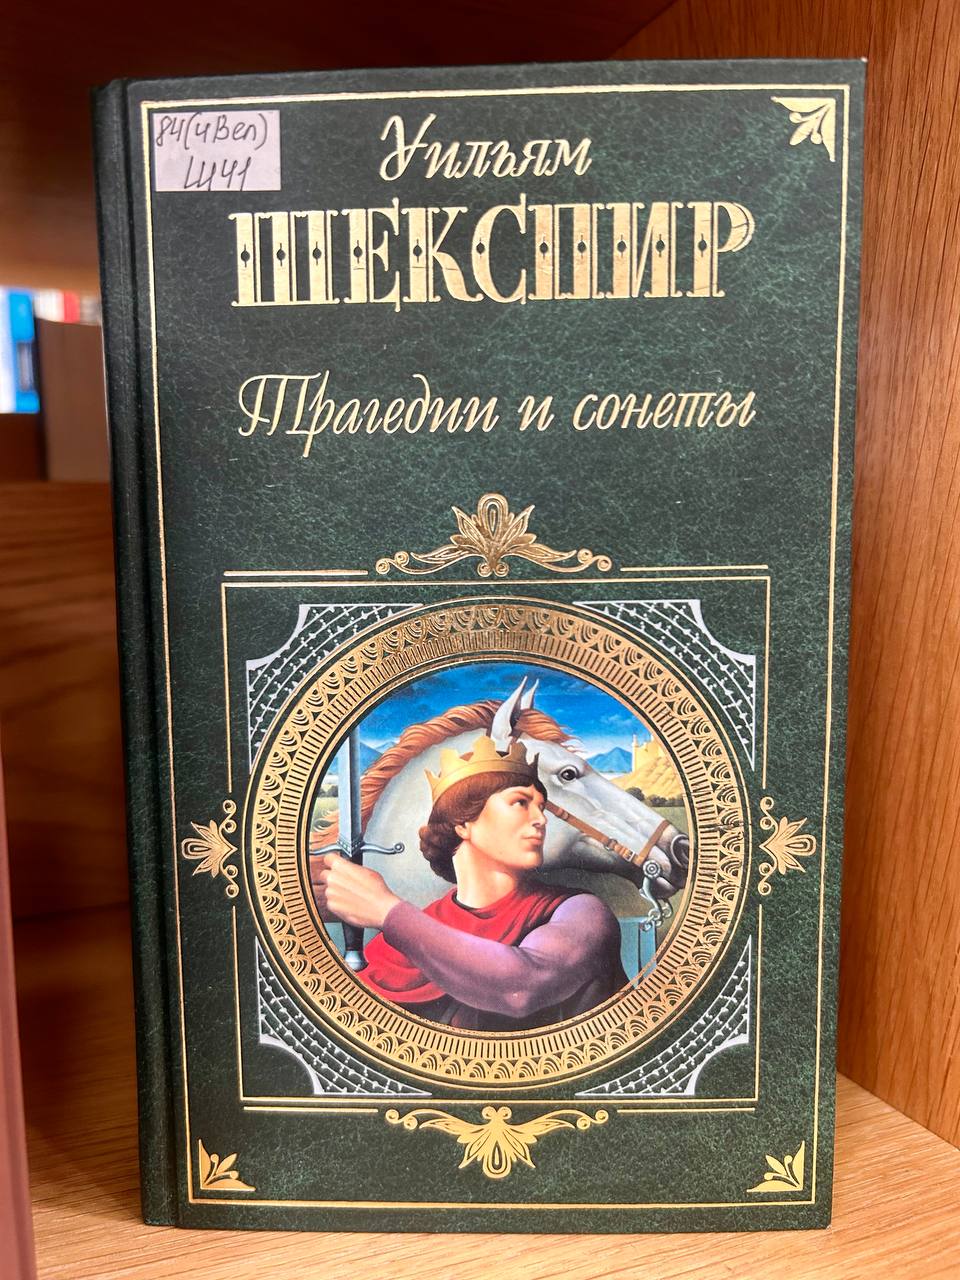 84(4Вел)
Ш41
Уильям
ШЕКСПИР
Трагедии и сонеты